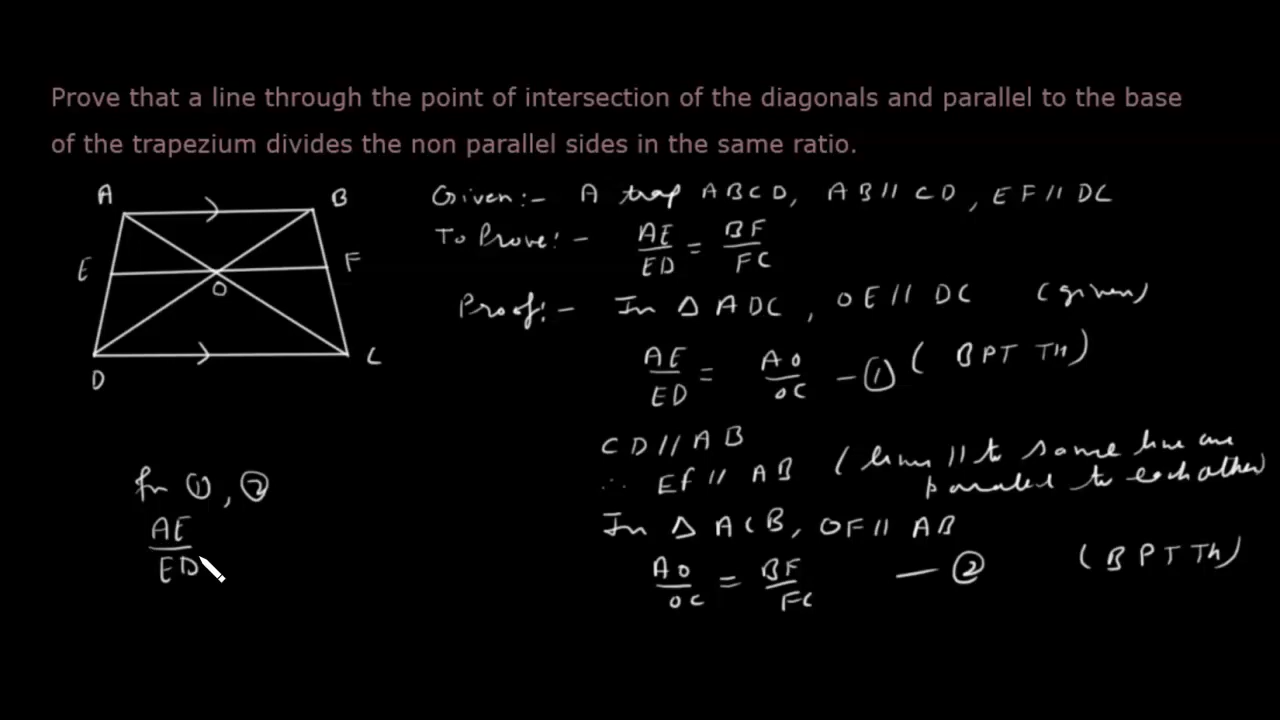 Prove that a line through the point of intersection of the diagonals and parallel to the base
of the trapezium divides the non parallel sides in the same ratio.
A B
E F
O
D C
Given:- A trap ABCD, AB // CD, EF // DC
To Prove:- AE/ED = BF/FC
Proof:- In Δ ADC, OE // DC (given)
AE/ED = AO/OC - ① (BPT Th)
CD // AB
∴ EF // AB (lines // to same line are
parallel to each other)
In Δ ACB, OF // AB
AO/OC = BF/FC — ② (BPT Th)
fn ①, ②
AE/ED